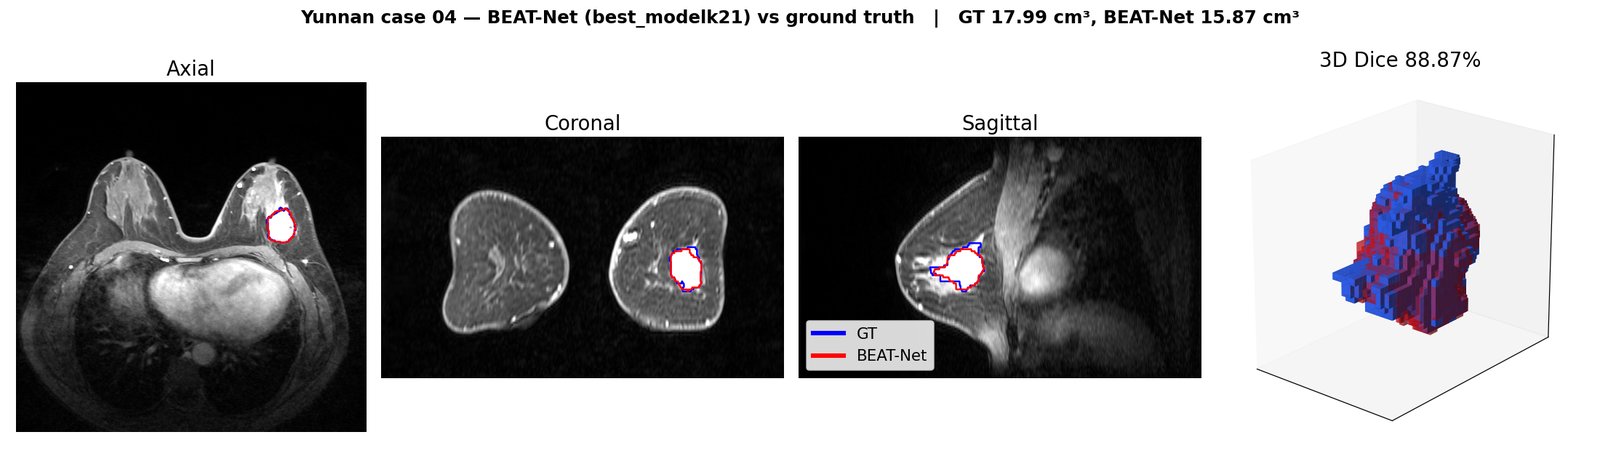 Yunnan case 04 — BEAT-Net (best_modelk21) vs ground truth | GT 17.99 cm³, BEAT-Net 15.87 cm³
Axial
Coronal
Sagittal
3D Dice 88.87%
GT
BEAT-Net